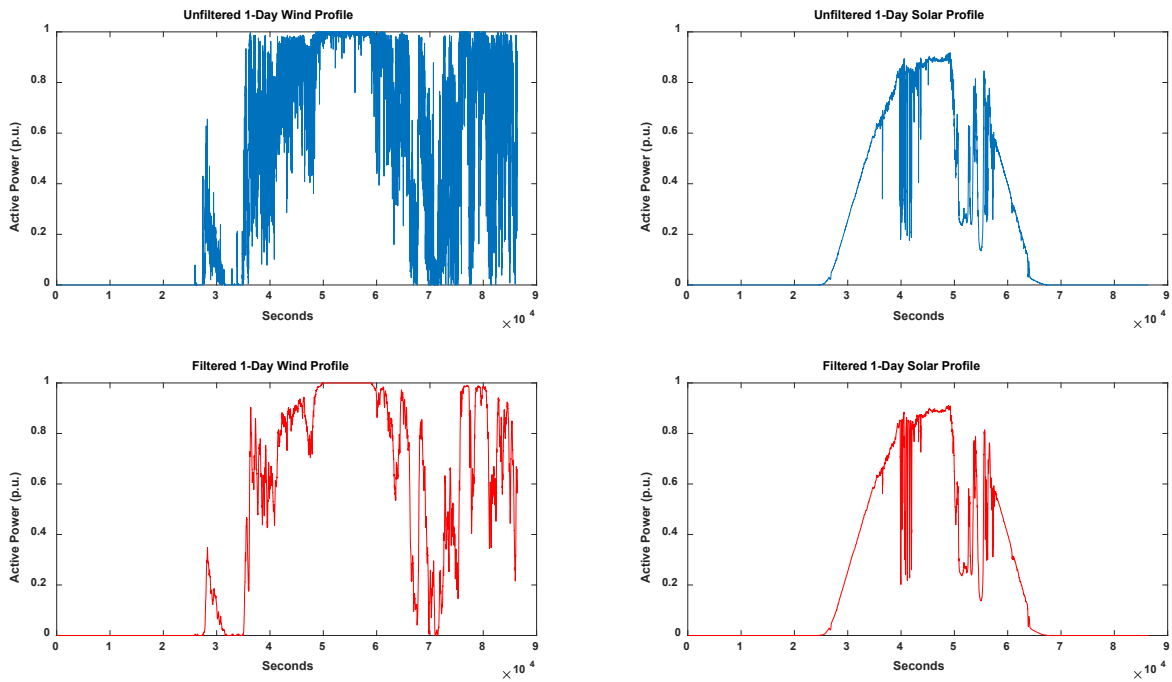 Unfiltered 1-Day Wind Profile
1
0.8
0.6
0.4
0.2
0
Active Power (p.u.)
0 1 2 3 4 5 6 7 8 9
Seconds
× 10 4
Unfiltered 1-Day Solar Profile
1
0.8
0.6
0.4
0.2
0
Active Power (p.u.)
0 1 2 3 4 5 6 7 8 9
Seconds
× 10 4
Filtered 1-Day Wind Profile
1
0.8
0.6
0.4
0.2
0
Active Power (p.u.)
0 1 2 3 4 5 6 7 8 9
Seconds
× 10 4
Filtered 1-Day Solar Profile
1
0.8
0.6
0.4
0.2
0
Active Power (p.u.)
0 1 2 3 4 5 6 7 8 9
Seconds
× 10 4